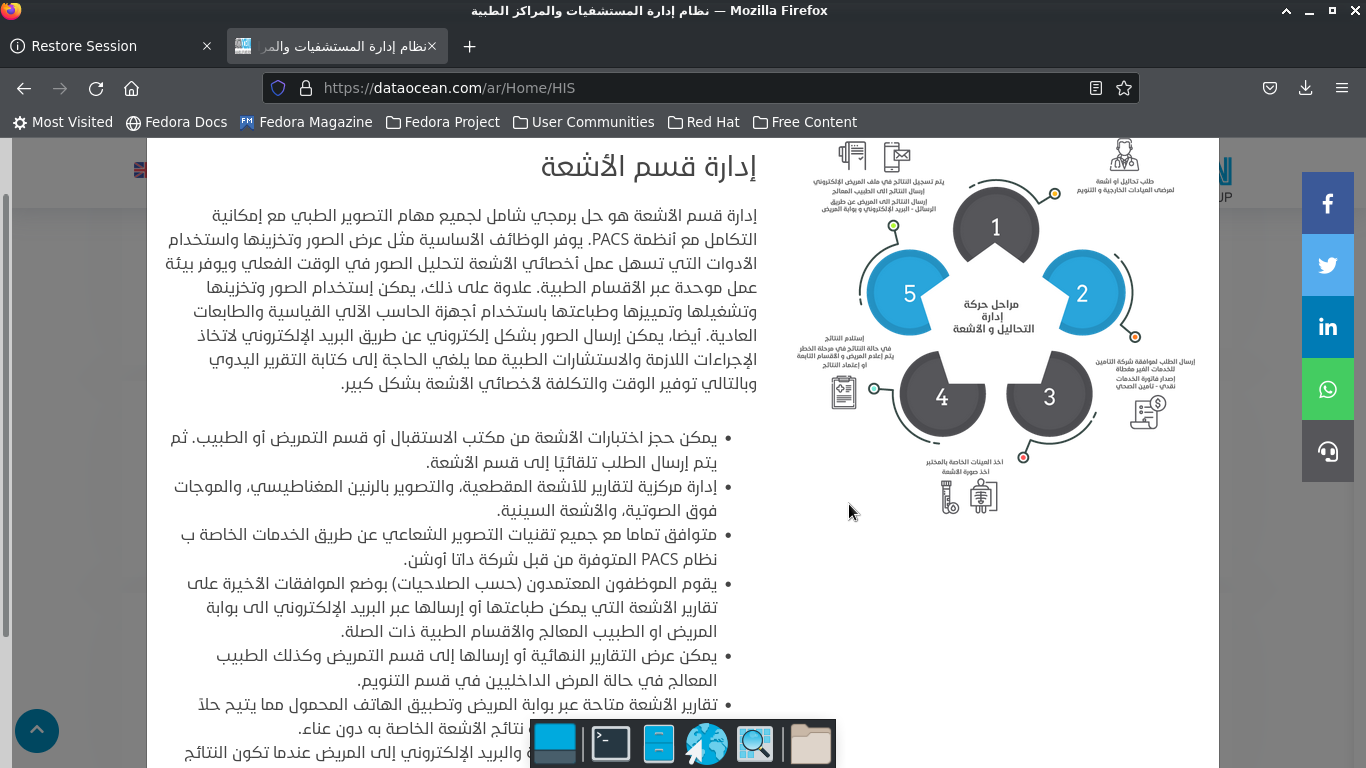 نظام إدارة المستشفيات والمراكز الطبية — Mozilla Firefox
Restore Session
نظام إدارة المستشفيات والمرا
https://dataocean.com/ar/Home/HIS
Most Visited
Fedora Docs
Fedora Magazine
Fedora Project
User Communities
Red Hat
Free Content
إدارة قسم الأشعة
إدارة قسم الأشعة هو حل برمجي شامل لجميع مهام التصوير الطبي مع إمكانية
التكامل مع أنظمة PACS. يوفر الوظائف الأساسية مثل عرض الصور وتخزينها واستخدام
الأدوات التي تسهل عمل أخصائي الأشعة لتحليل الصور في الوقت الفعلي ويوفر بيئة
عمل موحدة عبر الأقسام الطبية. علاوة على ذلك، يمكن إستخدام الصور وتخزينها
وتشغيلها وتمييزها وطباعتها باستخدام أجهزة الحاسب الآلي القياسية والطابعات
العادية. أيضا، يمكن إرسال الصور بشكل إلكتروني عن طريق البريد الإلكتروني لاتخاذ
الإجراءات اللازمة والاستشارات الطبية مما يلغي الحاجة إلى كتابة التقرير اليدوي
وبالتالي توفير الوقت والتكلفة لأخصائي الأشعة بشكل كبير.
يمكن حجز اختبارات الأشعة من مكتب الاستقبال أو قسم التمريض أو الطبيب. ثم
يتم إرسال الطلب تلقائيًا إلى قسم الأشعة.
إدارة مركزية لتقارير للأشعة المقطعية، والتصوير بالرنين المغناطيسي، والموجات
فوق الصوتية، والأشعة السينية.
متوافق تماما مع جميع تقنيات التصوير الشعاعي عن طريق الخدمات الخاصة ب
نظام PACS المتوفرة من قبل شركة داتا أوشن.
يقوم الموظفون المعتمدون (حسب الصلاحيات) بوضع الموافقات الأخيرة على
تقارير الأشعة التي يمكن طباعتها أو إرسالها عبر البريد الإلكتروني الى بوابة
المريض او الطبيب المعالج والأقسام الطبية ذات الصلة.
يمكن عرض التقارير النهائية أو إرسالها إلى قسم التمريض وكذلك الطبيب
المعالج في حالة المرض الداخليين في قسم التنويم.
تقارير الأشعة متاحة عبر بوابة المريض وتطبيق الهاتف المحمول مما يتيح حلاً
نتائج الأشعة الخاصة به دون عناء.
والبريد الإلكتروني إلى المريض عندما تكون النتائج
طلب تحاليل او اشعة
لمرضى العيادات الخارجية و التنويم
يتم تسجيل النتائج في ملف المريض الإلكتروني
إرسال النتائج الى الطبيب المعالج
إرسال النتائج الى المريض عن طريق
الرسائل - البريد الإلكتروني و بوابة المريض
1
2
3
4
5
مراحل حركة
إدارة
التحاليل و الأشعة
إستلام النتائج
في حالة النتائج في مرحلة الخطر
يتم إعلام المريض و الأقسام التابعة
او إعتماد النتائج
إرسال الطلب لموافقة شركة التامين
للخدمات الغير مغطاة
إصدار فاتورة الخدمات
نقدي - تامين الصحي
اخذ العينات الخاصة بالمختبر
اخذ صورة الاشعة
UP